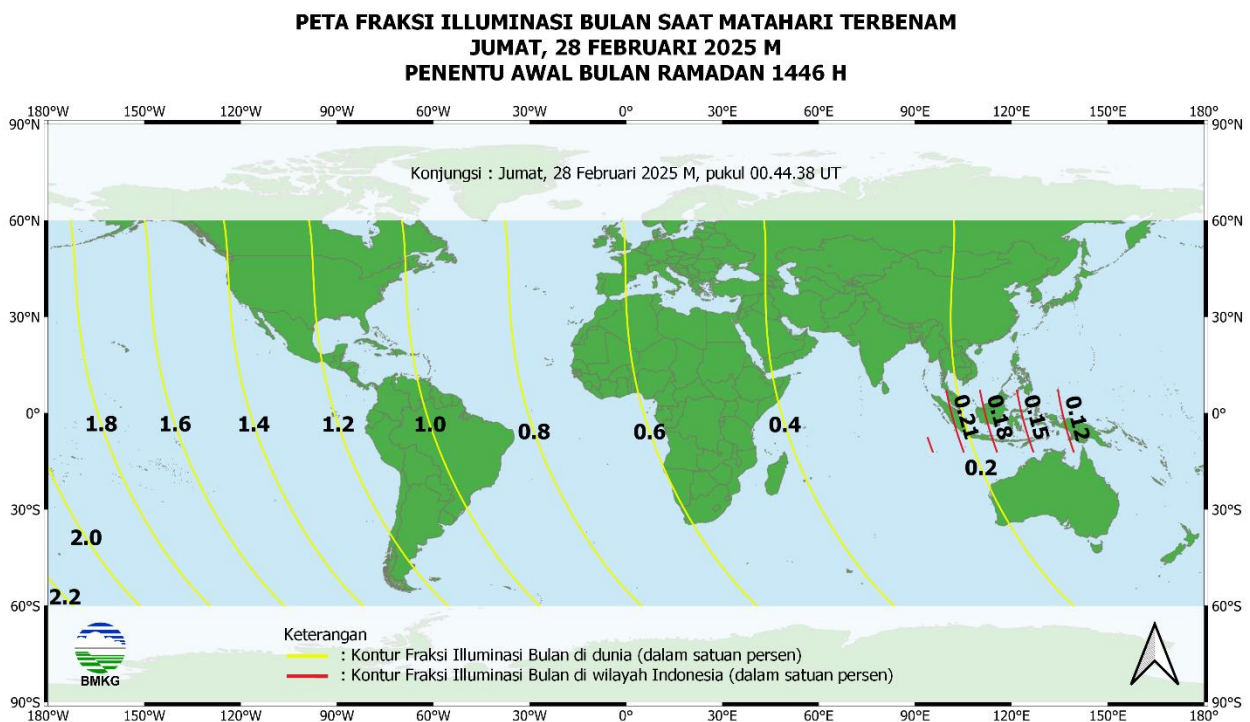 PETA FRAKSI ILLUMINASI BULAN SAAT MATAHARI TERBENAM
JUMAT, 28 FEBRUARI 2025 M
PENENTU AWAL BULAN RAMADAN 1446 H
180°W 150°W 120°W 90°W 60°W 30°W 0° 30°E 60°E 90°E 120°E 150°E 180°
90°N 90°N
Konjungsi : Jumat, 28 Februari 2025 M, pukul 00.44.38 UT
60°N 60°N
30°N 30°N
0° 0°
1.8 1.6 1.4 1.2 1.0 0.8 0.6 0.4 0.21 0.18 0.15 0.12
0.2
30°S 30°S
2.0
2.2
60°S 60°S
Keterangan
: Kontur Fraksi Illuminasi Bulan di dunia (dalam satuan persen)
: Kontur Fraksi Illuminasi Bulan di wilayah Indonesia (dalam satuan persen)
BMKG
90°S 90°S
180°W 150°W 120°W 90°W 60°W 30°W 0° 30°E 60°E 90°E 120°E 150°E 180°